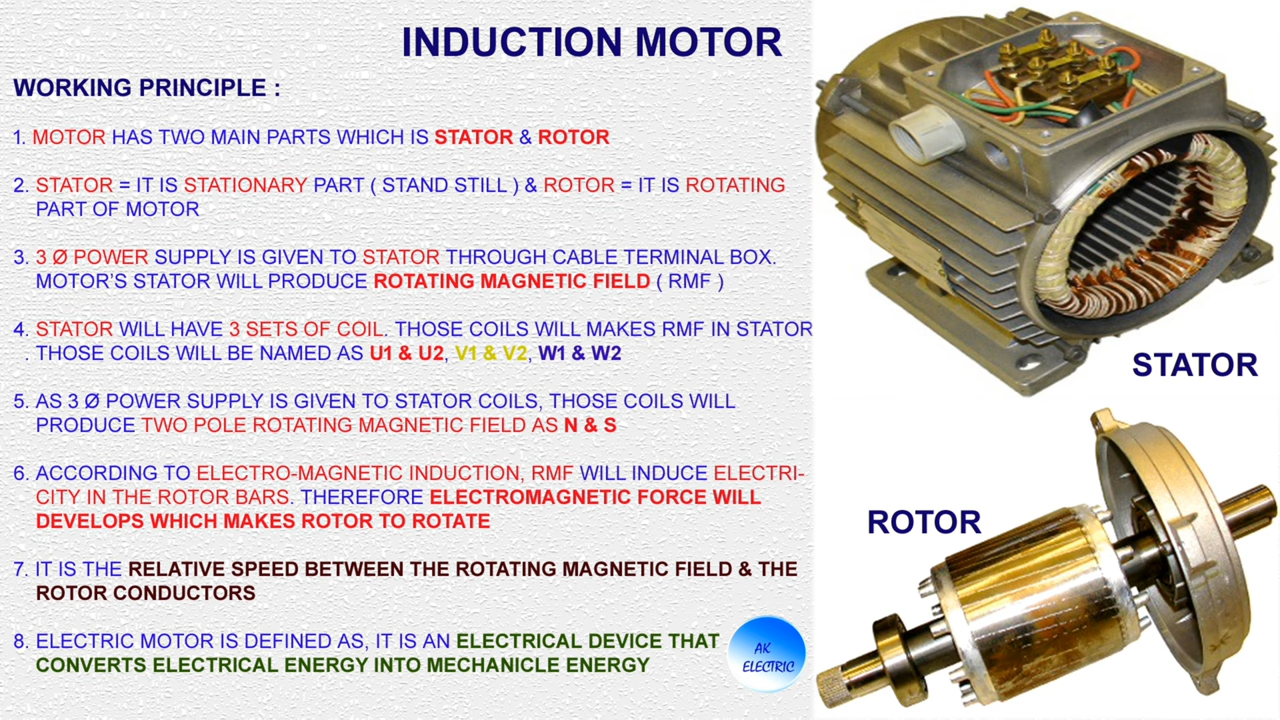 INDUCTION MOTOR
WORKING PRINCIPLE :
1. MOTOR HAS TWO MAIN PARTS WHICH IS STATOR & ROTOR
2. STATOR = IT IS STATIONARY PART ( STAND STILL ) & ROTOR = IT IS ROTATING
PART OF MOTOR
3. 3 Ø POWER SUPPLY IS GIVEN TO STATOR THROUGH CABLE TERMINAL BOX.
MOTOR'S STATOR WILL PRODUCE ROTATING MAGNETIC FIELD ( RMF )
4. STATOR WILL HAVE 3 SETS OF COIL. THOSE COILS WILL MAKES RMF IN STATOR
. THOSE COILS WILL BE NAMED AS U1 & U2, V1 & V2, W1 & W2
5. AS 3 Ø POWER SUPPLY IS GIVEN TO STATOR COILS, THOSE COILS WILL
PRODUCE TWO POLE ROTATING MAGNETIC FIELD AS N & S
6. ACCORDING TO ELECTRO-MAGNETIC INDUCTION, RMF WILL INDUCE ELECTRI-
CITY IN THE ROTOR BARS. THEREFORE ELECTROMAGNETIC FORCE WILL
DEVELOPS WHICH MAKES ROTOR TO ROTATE
7. IT IS THE RELATIVE SPEED BETWEEN THE ROTATING MAGNETIC FIELD & THE
ROTOR CONDUCTORS
8. ELECTRIC MOTOR IS DEFINED AS, IT IS AN ELECTRICAL DEVICE THAT
CONVERTS ELECTRICAL ENERGY INTO MECHANICLE ENERGY
AK
ELECTRIC
STATOR
ROTOR